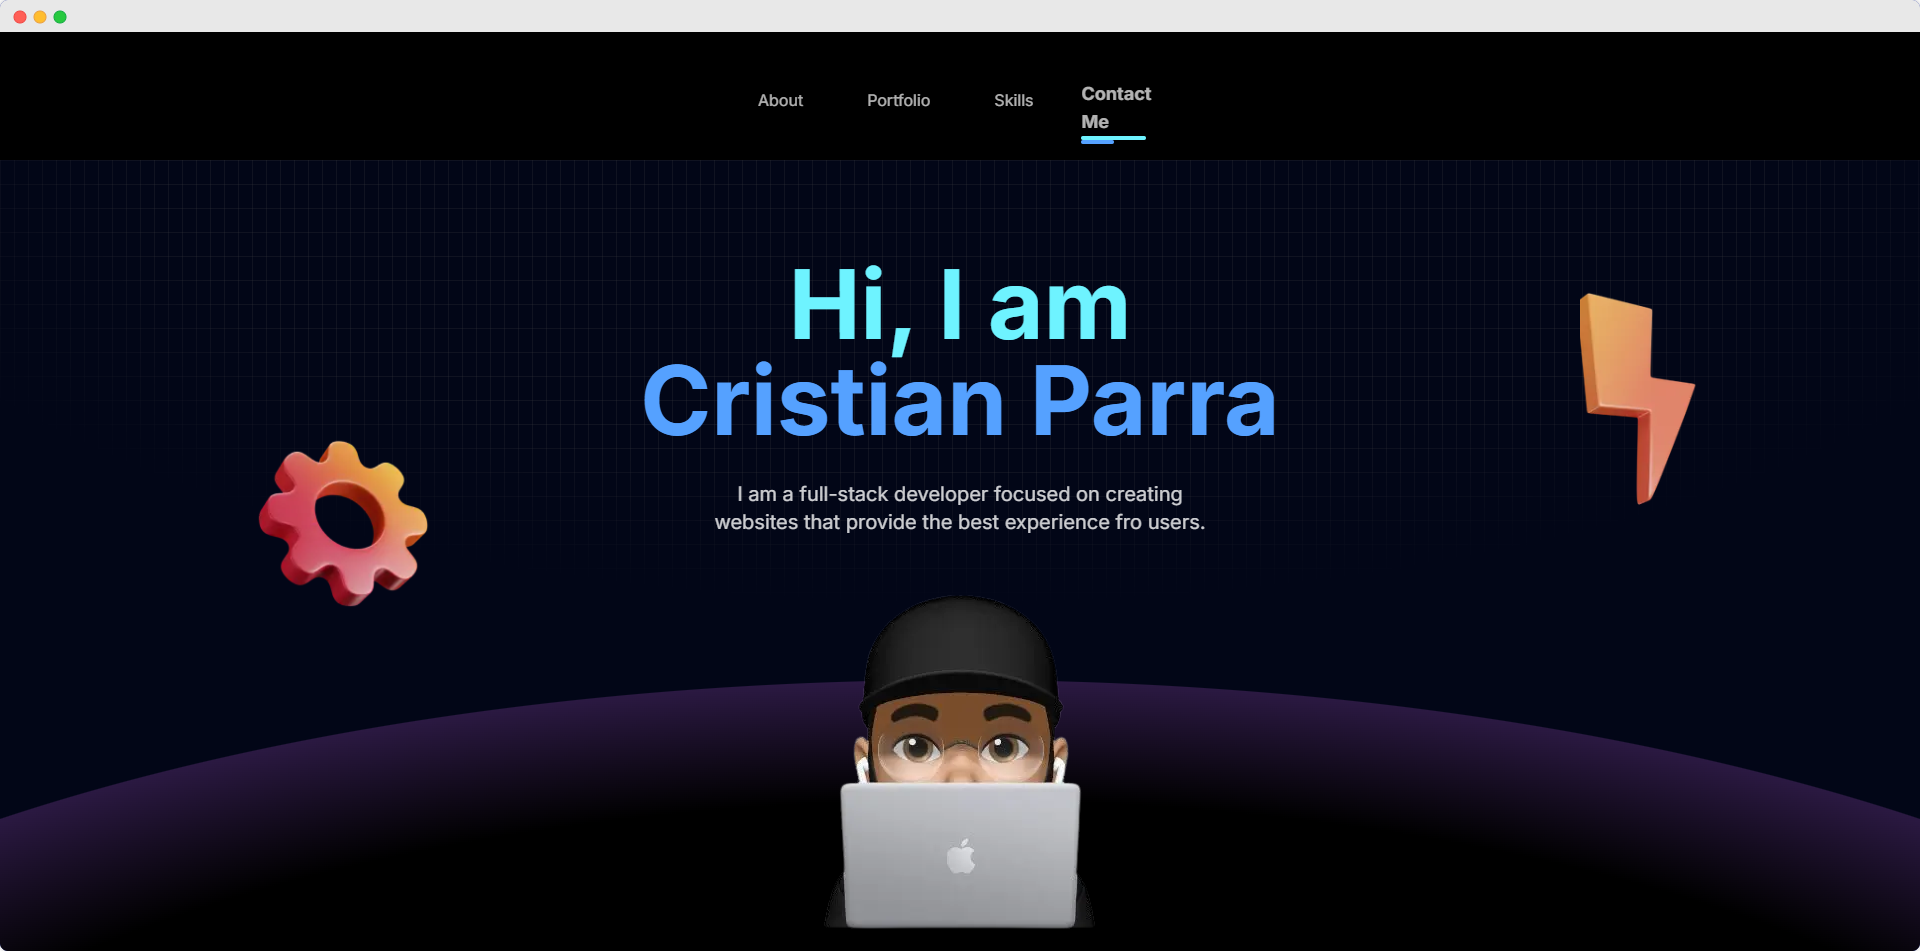 About Portfolio Skills Contact
Me
Hi, I am
Cristian Parra
I am a full-stack developer focused on creating
websites that provide the best experience fro users.